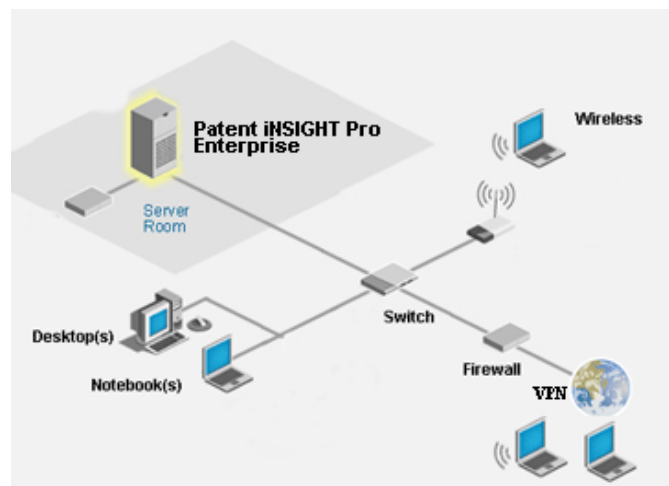 Patent iNSIGHT Pro
Enterprise
Wireless
Server
Room
Switch
Desktop(s)
Firewall
Notebook(s)
VPN